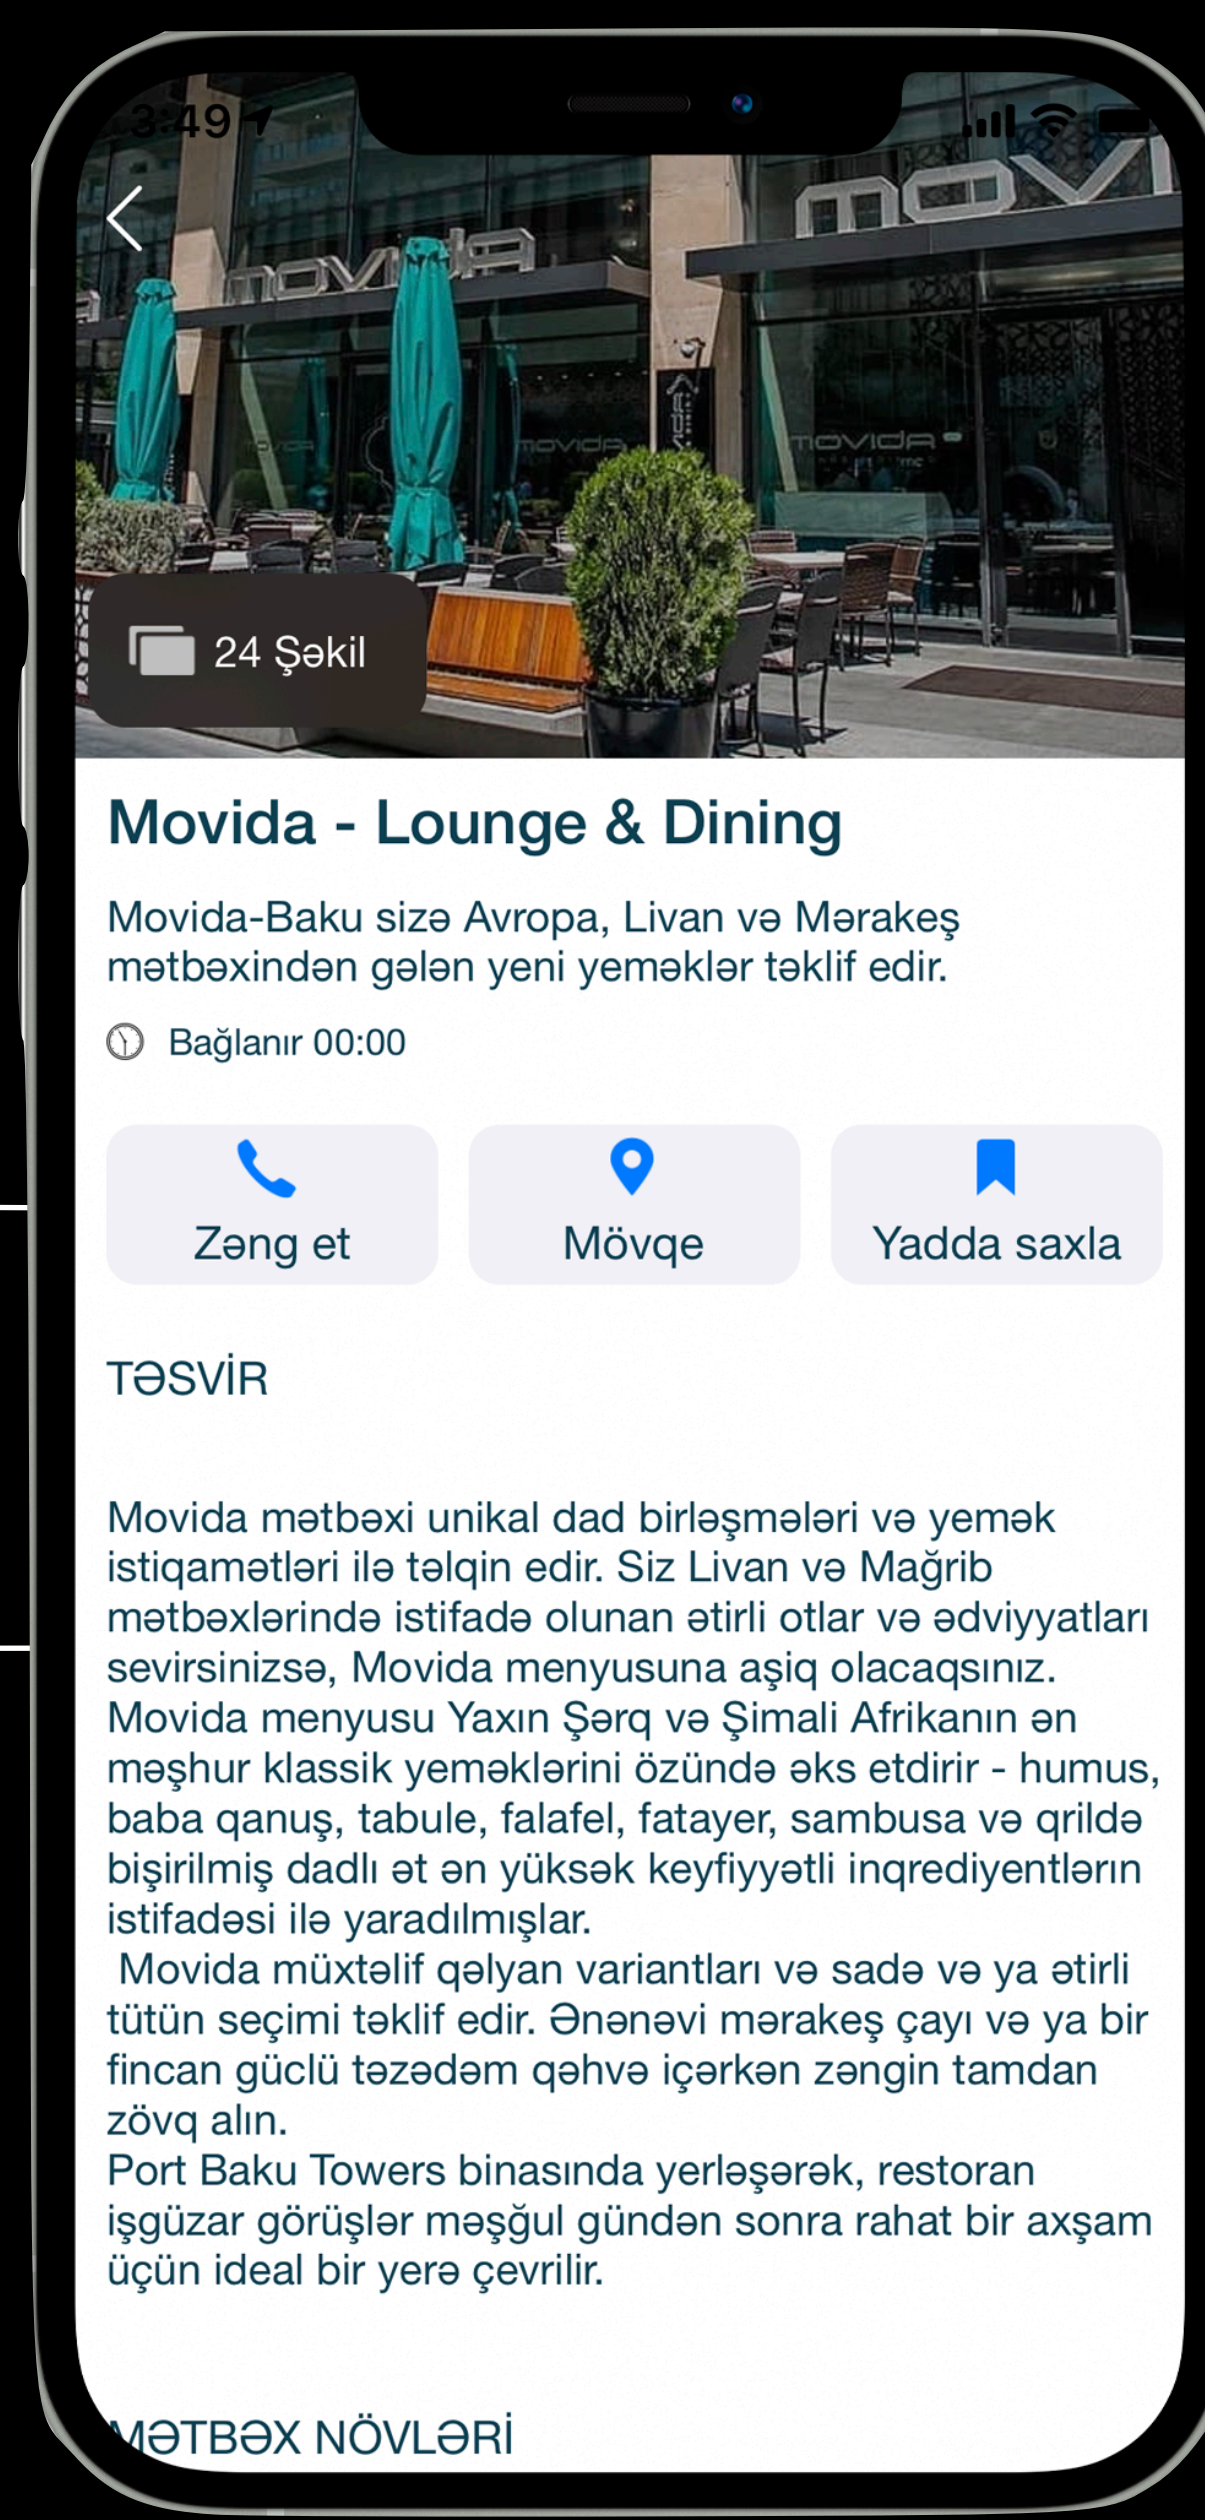 3:49
movida
MOVI
movida
movida
movida
24 Şəkil
Movida - Lounge & Dining
Movida-Baku sizə Avropa, Livan və Mərakeş
mətbəxindən gələn yeni yeməklər təklif edir.
Bağlanır 00:00
Zəng et
Mövqe
Yadda saxla
TƏSVİR
Movida mətbəxi unikal dad birləşmələri və yemək
istiqamətləri ilə təlqin edir. Siz Livan və Mağrib
mətbəxlərində istifadə olunan ətirli otlar və ədviyyatları
sevirsinizsə, Movida menyusuna aşiq olacaqsınız.
Movida menyusu Yaxın Şərq və Şimali Afrikanın ən
məşhur klassik yeməklərini özündə əks etdirir - humus,
baba qanuş, tabule, falafel, fatayer, sambusa və qrildə
bişirilmiş dadlı ət ən yüksək keyfiyyətli inqrediyentlərın
istifadəsi ilə yaradılmışlar.
Movida müxtəlif qəlyan variantları və sadə və ya ətirli
tütün seçimi təklif edir. Ənənəvi mərakeş çayı və ya bir
fincan güclü təzədəm qəhvə içərkən zəngin tamdan
zövq alın.
Port Baku Towers binasında yerləşərək, restoran
işgüzar görüşlər məşğul gündən sonra rahat bir axşam
üçün ideal bir yerə çevrilir.
MƏTBƏX NÖVLƏRİ